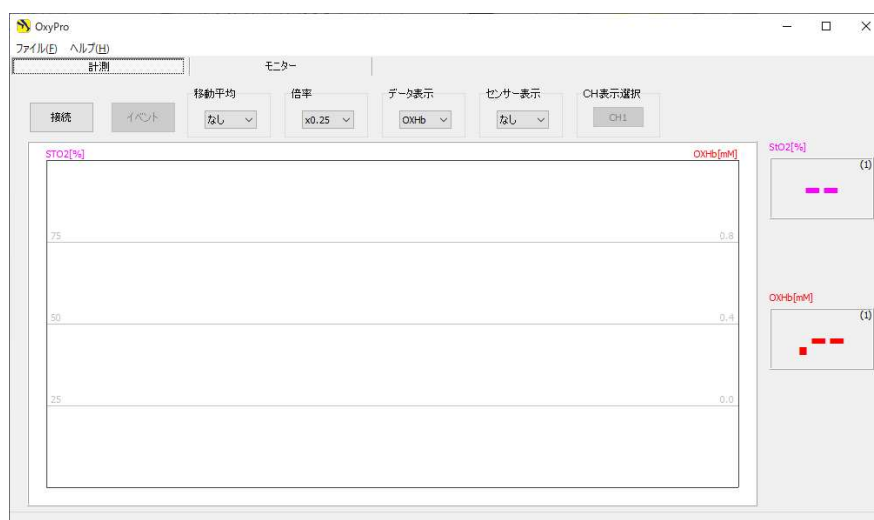 OxyPro
ファイル(F) ヘルプ(H)
計測 モニター
移動平均 倍率 データ表示 センサー表示 CH表示選択
接続 イベント なし x0.25 OXHb なし CH1
STO2[%] OXHb[mM] StO2[%]
(1)
--
75 0.8
OXHb[mM]
50 0.4 (1)
.--
25 0.0